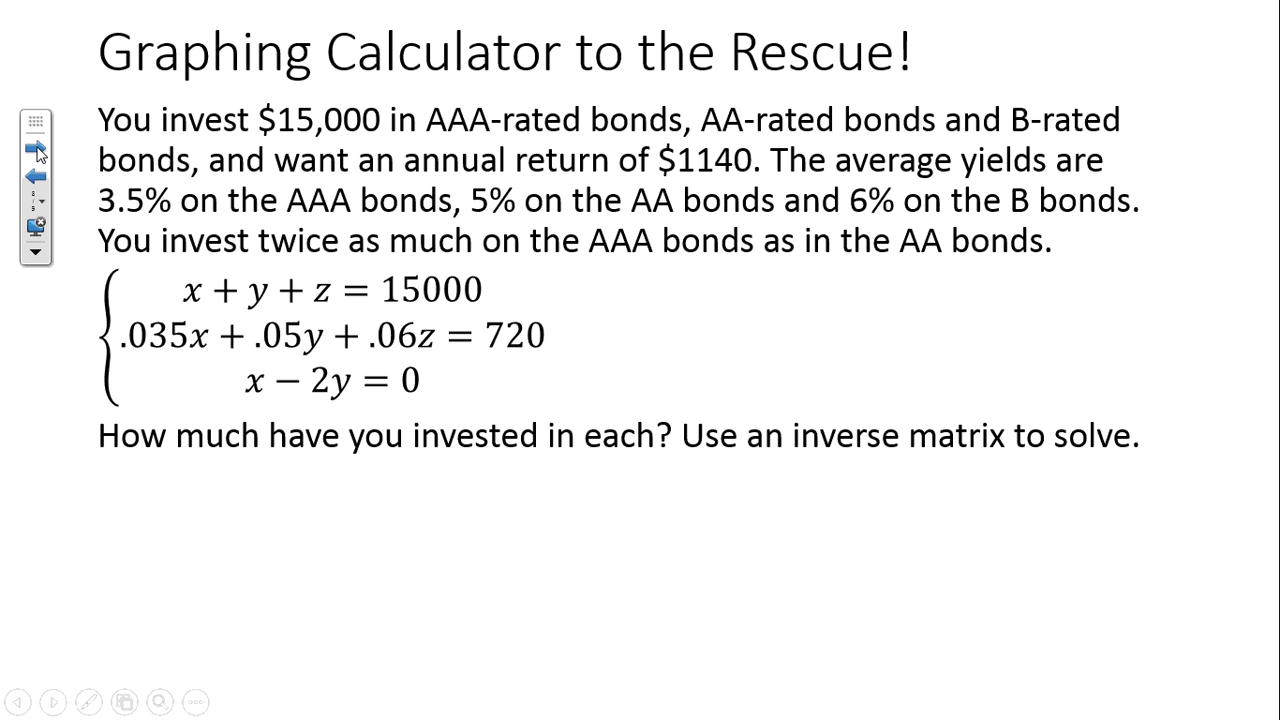 Graphing Calculator to the Rescue!
You invest $15,000 in AAA-rated bonds, AA-rated bonds and B-rated
bonds, and want an annual return of $1140. The average yields are
3.5% on the AAA bonds, 5% on the AA bonds and 6% on the B bonds.
You invest twice as much on the AAA bonds as in the AA bonds.
x + y + z = 15000
.035x + .05y + .06z = 720
x − 2y = 0
How much have you invested in each? Use an inverse matrix to solve.